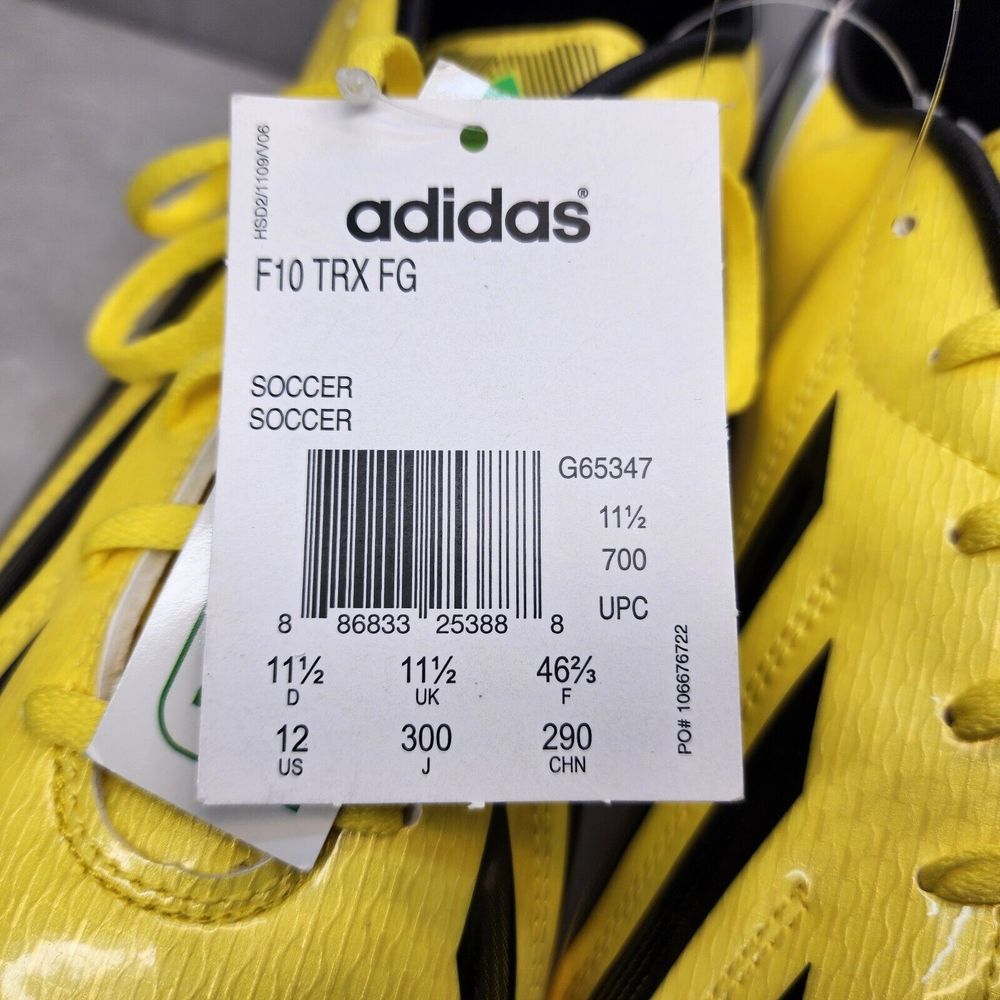 HSD2/1109/V06
adidas®
F10 TRX FG
SOCCER
SOCCER
G65347
11½
700
UPC
8 86833 25388 8
11½ 11½ 46⅔
D UK F
12 300 290
US J CHN
PO# 106676722